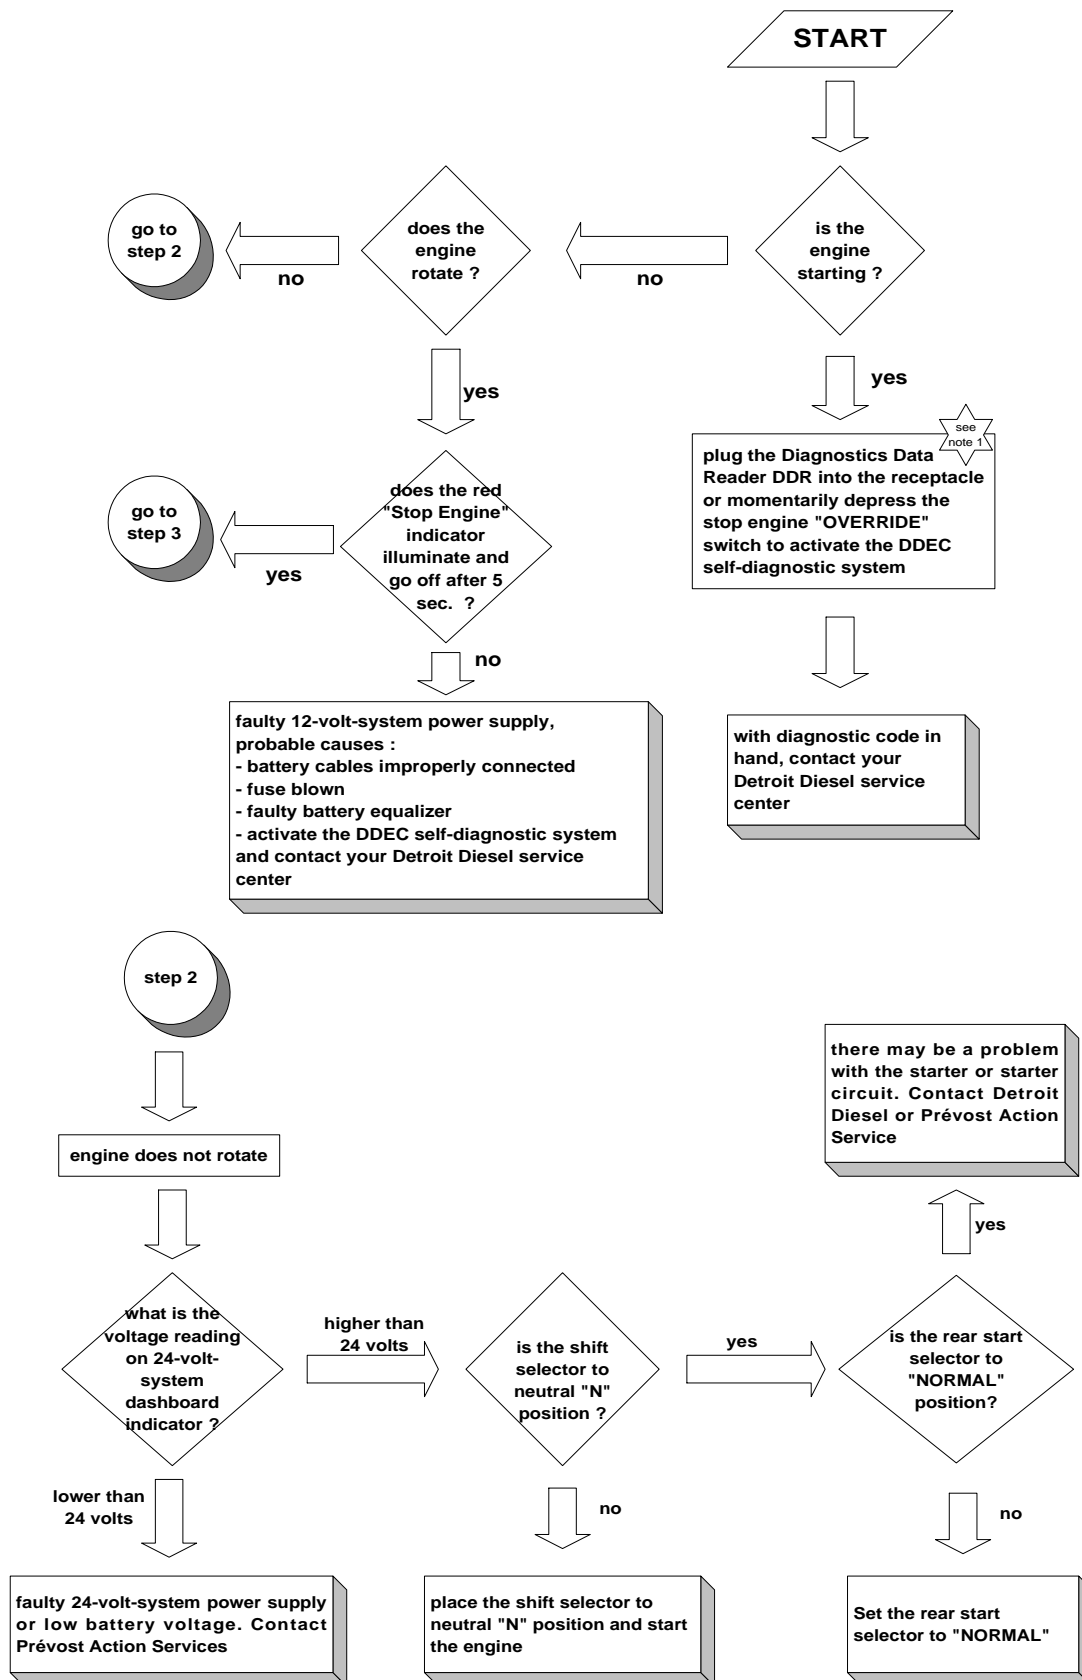 START
is the
engine
starting ?
no
does the
engine
rotate ?
no
go to
step 2
yes
yes
see
note 1
plug the Diagnostics Data
Reader DDR into the receptacle
or momentarily depress the
stop engine "OVERRIDE"
switch to activate the DDEC
self-diagnostic system
does the red
"Stop Engine"
indicator
illuminate and
go off after 5
sec. ?
yes
go to
step 3
no
faulty 12-volt-system power supply,
probable causes :
- battery cables improperly connected
- fuse blown
- faulty battery equalizer
- activate the DDEC self-diagnostic system
and contact your Detroit Diesel service
center
with diagnostic code in
hand, contact your
Detroit Diesel service
center
step 2
engine does not rotate
what is the
voltage reading
on 24-volt-
system
dashboard
indicator ?
higher than
24 volts
is the shift
selector to
neutral "N"
position ?
yes
is the rear start
selector to
"NORMAL"
position?
yes
there may be a problem
with the starter or starter
circuit. Contact Detroit
Diesel or Prévost Action
Service
lower than
24 volts
no
no
faulty 24-volt-system power supply
or low battery voltage. Contact
Prévost Action Services
place the shift selector to
neutral "N" position and start
the engine
Set the rear start
selector to "NORMAL"